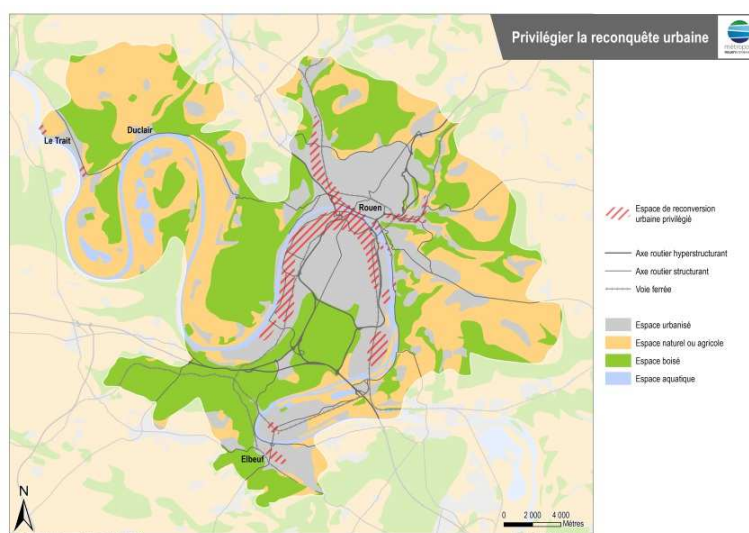 Privilégier la reconquête urbaine
métropole
Le Trait
Duclair
Rouen
Elbeuf
Espace de reconversion
urbaine privilégié
Axe routier hyperstructurant
Axe routier structurant
Voie ferrée
Espace urbanisé
Espace naturel ou agricole
Espace boisé
Espace aquatique
N
0 2 000 4 000
Mètres